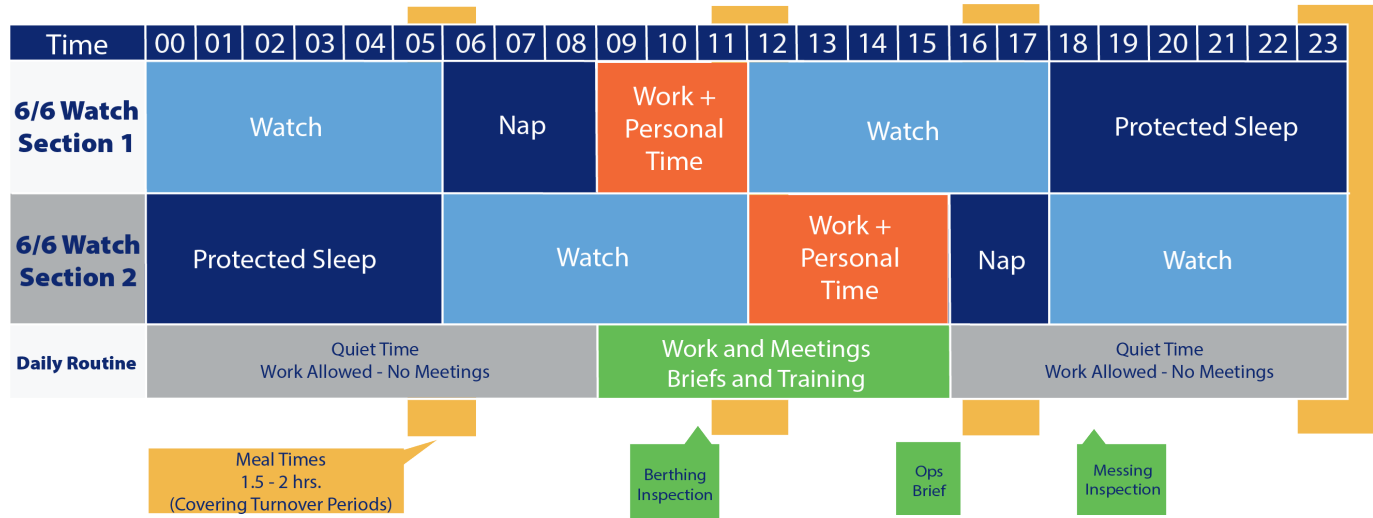 Time 00 01 02 03 04 05 06 07 08 09 10 11 12 13 14 15 16 17 18 19 20 21 22 23
6/6 Watch
Section 1
Watch
Nap
Work +
Personal
Time
Watch
Protected Sleep
6/6 Watch
Section 2
Protected Sleep
Watch
Work +
Personal
Time
Nap
Watch
Daily Routine
Quiet Time
Work Allowed - No Meetings
Work and Meetings
Briefs and Training
Quiet Time
Work Allowed - No Meetings
Meal Times
1.5 - 2 hrs.
(Covering Turnover Periods)
Berthing
Inspection
Ops
Brief
Messing
Inspection